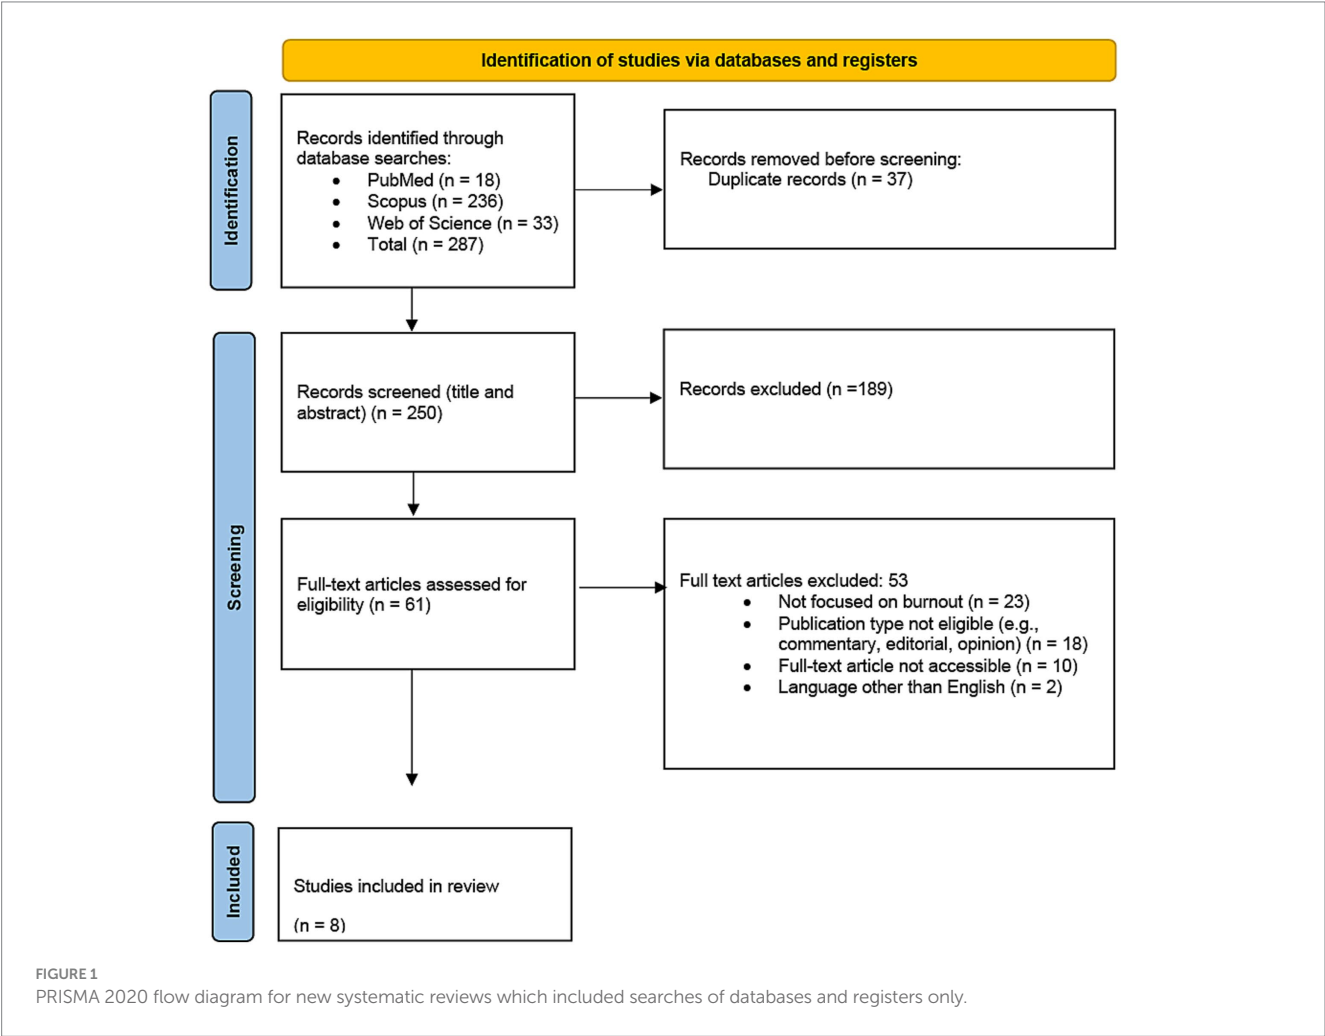 Identification of studies via databases and registers
Identification
Records identified through
database searches:
• PubMed (n = 18)
• Scopus (n = 236)
• Web of Science (n = 33)
• Total (n = 287)
Records removed before screening:
Duplicate records (n = 37)
Screening
Records screened (title and
abstract) (n = 250)
Records excluded (n =189)
Full-text articles assessed for
eligibility (n = 61)
Full text articles excluded: 53
• Not focused on burnout (n = 23)
• Publication type not eligible (e.g.,
commentary, editorial, opinion) (n = 18)
• Full-text article not accessible (n = 10)
• Language other than English (n = 2)
Included
Studies included in review
(n = 8)
FIGURE 1
PRISMA 2020 flow diagram for new systematic reviews which included searches of databases and registers only.